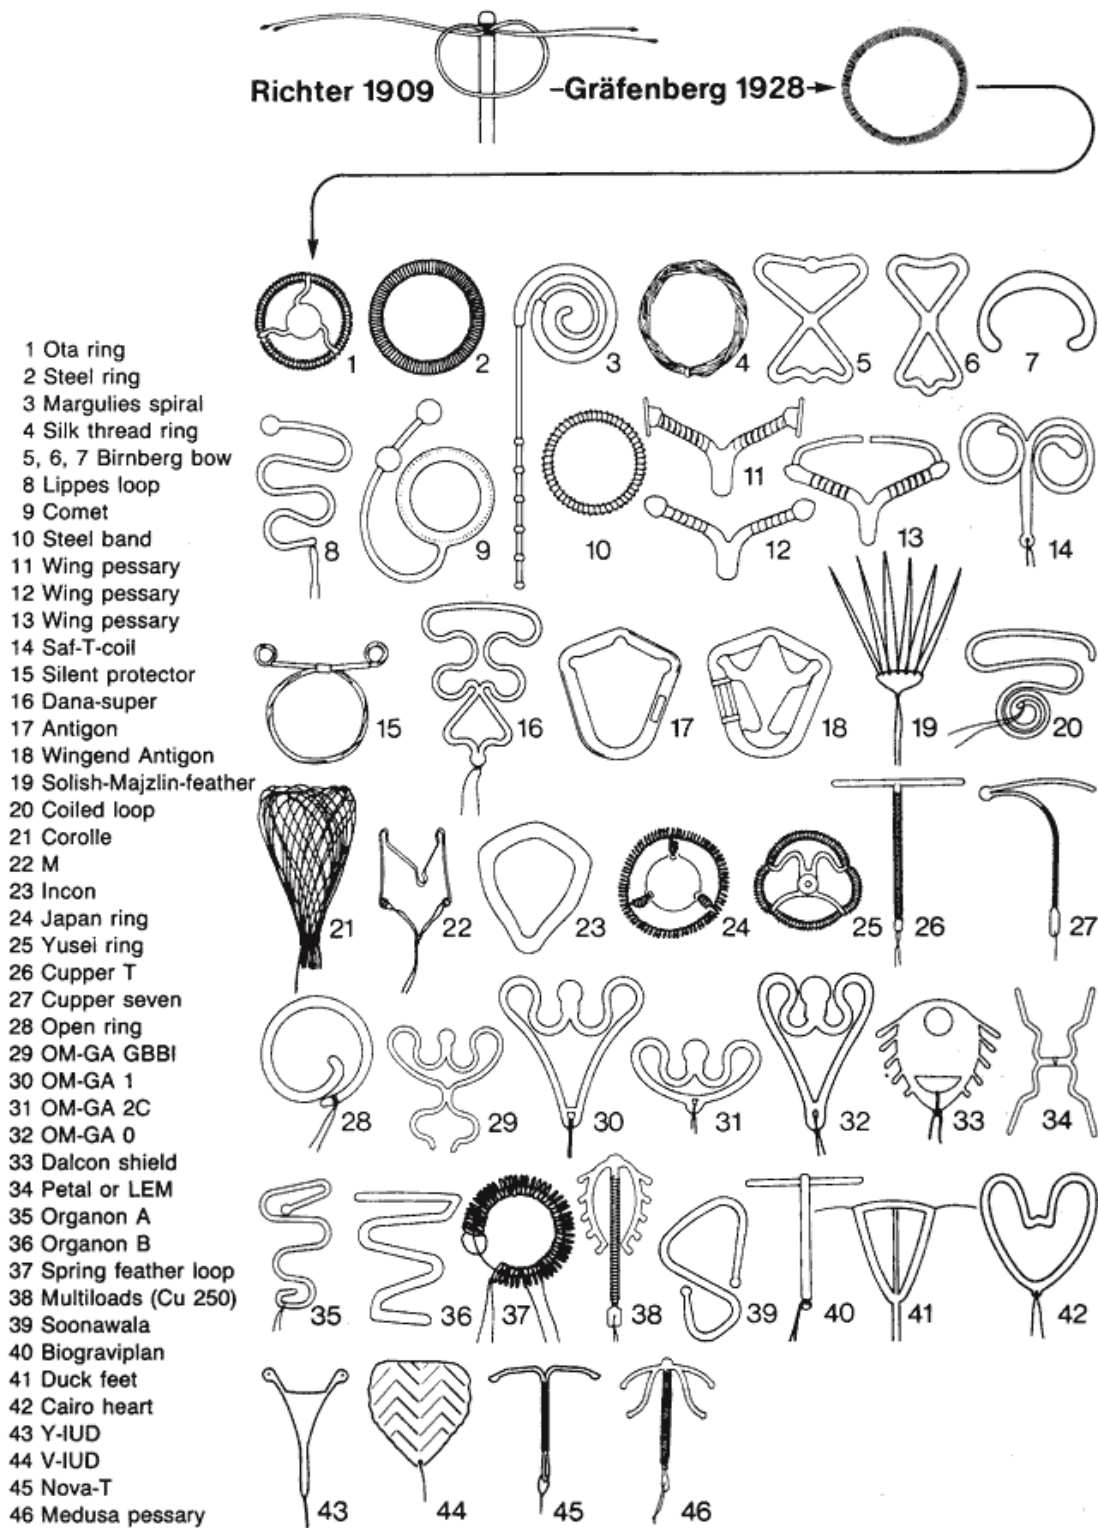 Richter 1909
–Gräfenberg 1928
1 Ota ring
2 Steel ring
3 Margulies spiral
4 Silk thread ring
5, 6, 7 Birnberg bow
8 Lippes loop
9 Comet
10 Steel band
11 Wing pessary
12 Wing pessary
13 Wing pessary
14 Saf-T-coil
15 Silent protector
16 Dana-super
17 Antigon
18 Wingend Antigon
19 Solish-Majzlin-feather
20 Coiled loop
21 Corolle
22 M
23 Incon
24 Japan ring
25 Yusei ring
26 Cupper T
27 Cupper seven
28 Open ring
29 OM-GA GBBI
30 OM-GA 1
31 OM-GA 2C
32 OM-GA 0
33 Dalcon shield
34 Petal or LEM
35 Organon A
36 Organon B
37 Spring feather loop
38 Multiloads (Cu 250)
39 Soonawala
40 Biograviplan
41 Duck feet
42 Cairo heart
43 Y-IUD
44 V-IUD
45 Nova-T
46 Medusa pessary
1 2 3 4 5 6 7
8 9 10 11 12 13 14
15 16 17 18 19 20
21 22 23 24 25 26 27
28 29 30 31 32 33 34
35 36 37 38 39 40 41 42
43 44 45 46